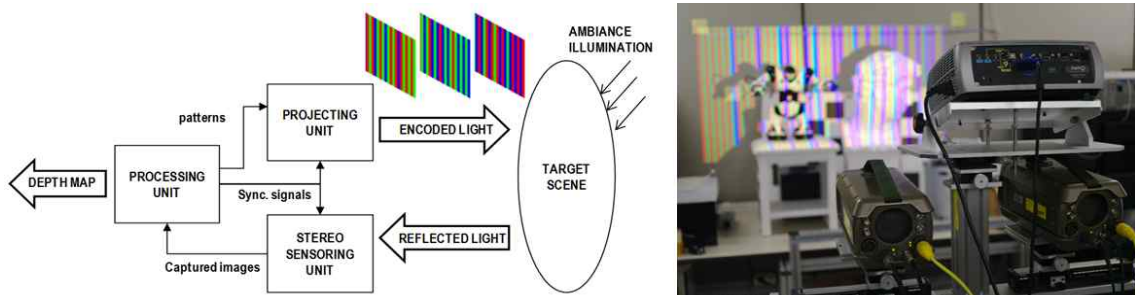 AMBIANCE
ILLUMINATION
patterns
PROJECTING
UNIT
ENCODED LIGHT
DEPTH MAP
PROCESSING
UNIT
Sync. signals
TARGET
SCENE
STEREO
SENSORING
UNIT
REFLECTED LIGHT
Captured images